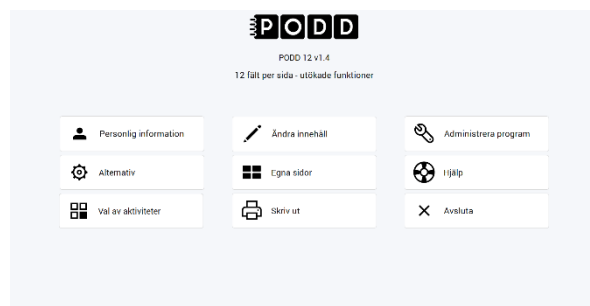 PODD
PODD 12 v1.4
12 fält per sida - utökade funktioner
Personlig information
Ändra innehåll
Administrera program
Alternativ
Egna sidor
Hjälp
Val av aktiviteter
Skriv ut
Avsluta